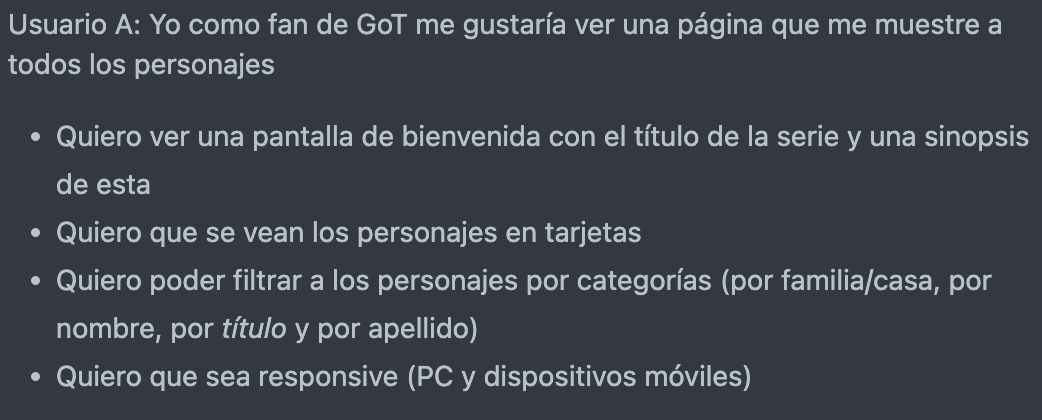 Usuario A: Yo como fan de GoT me gustaría ver una página que me muestre a
todos los personajes
• Quiero ver una pantalla de bienvenida con el título de la serie y una sinopsis
de esta
• Quiero que se vean los personajes en tarjetas
• Quiero poder filtrar a los personajes por categorías (por familia/casa, por
nombre, por título y por apellido)
• Quiero que sea responsive (PC y dispositivos móviles)